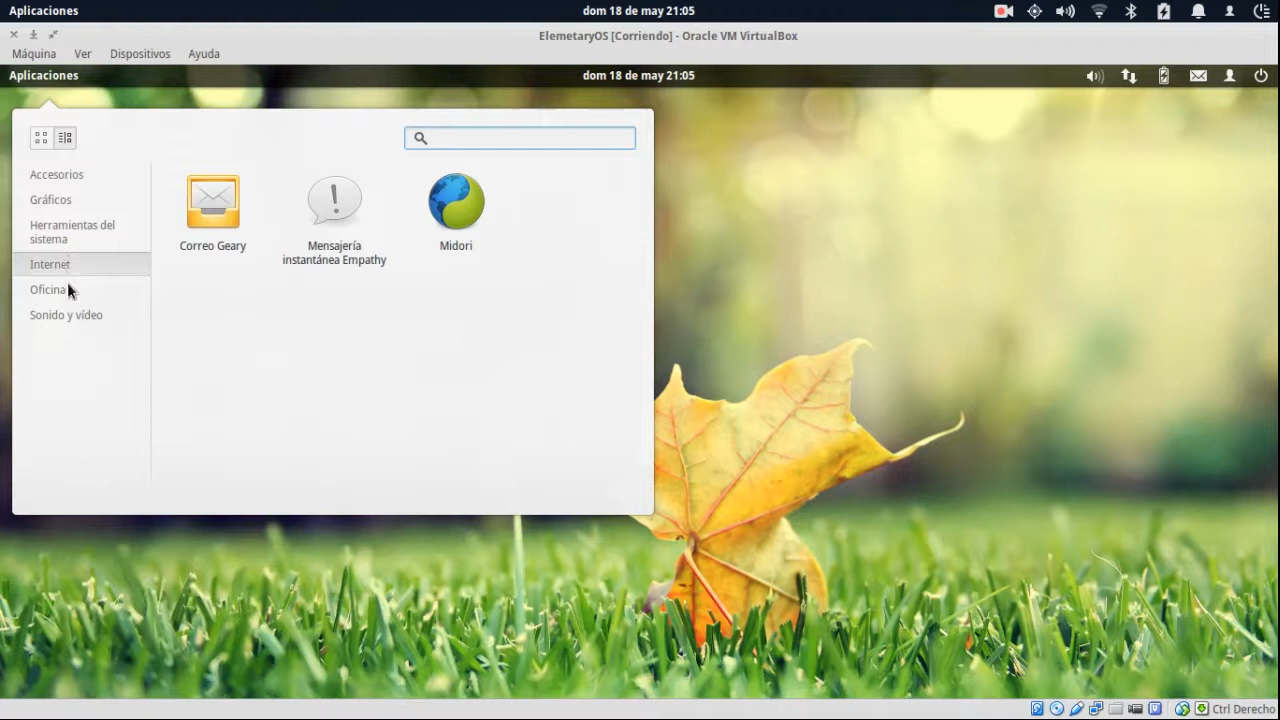 Aplicaciones
dom 18 de may 21:05
ElemetaryOS [Corriendo] - Oracle VM VirtualBox
Máquina Ver Dispositivos Ayuda
Aplicaciones
dom 18 de may 21:05
Accesorios
Gráficos
Herramientas del
sistema
Internet
Oficina
Sonido y vídeo
Correo Geary
Mensajería
instantánea Empathy
Midori
Ctrl Derecho